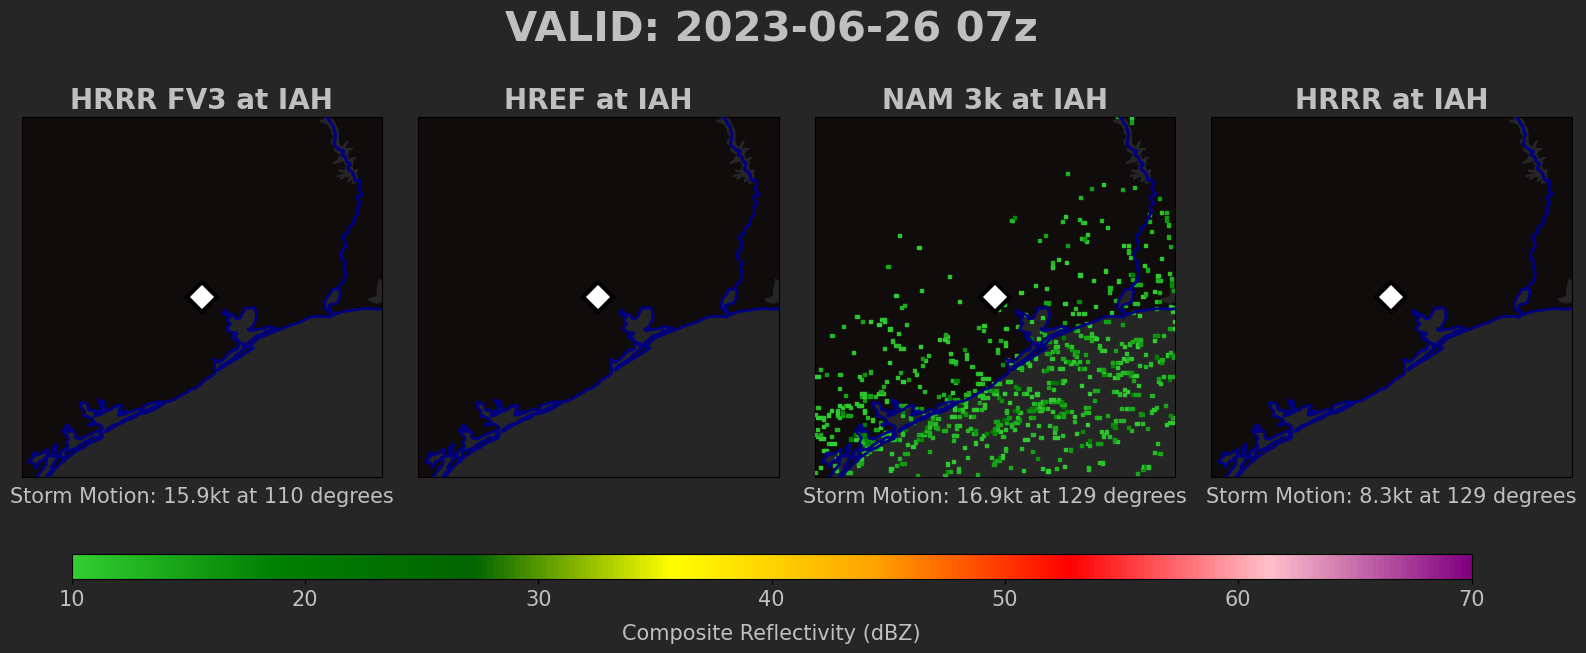 VALID: 2023-06-26 07z
HRRR FV3 at IAH
HREF at IAH
NAM 3k at IAH
HRRR at IAH
Storm Motion: 15.9kt at 110 degrees
Storm Motion: 16.9kt at 129 degrees
Storm Motion: 8.3kt at 129 degrees
10 20 30 40 50 60 70
Composite Reflectivity (dBZ)